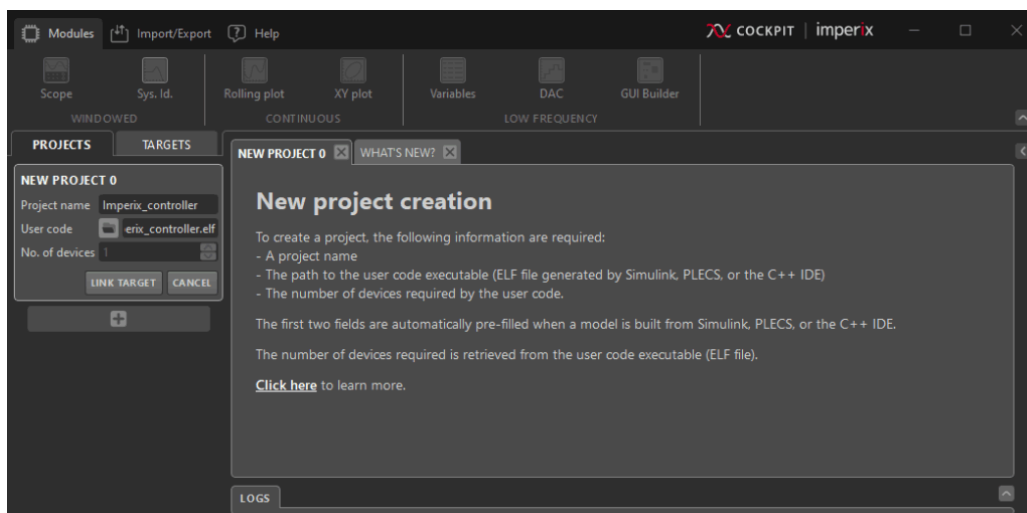 Modules Import/Export Help COCKPIT | imperix
Scope Sys. Id. Rolling plot XY plot Variables DAC GUI Builder
WINDOWED CONTINUOUS LOW FREQUENCY
PROJECTS TARGETS
NEW PROJECT 0
Project name Imperix_controller
User code erix_controller.elf
No. of devices 1
LINK TARGET CANCEL
NEW PROJECT 0 WHAT'S NEW?
New project creation
To create a project, the following information are required:
- A project name
- The path to the user code executable (ELF file generated by Simulink, PLECS, or the C++ IDE)
- The number of devices required by the user code.
The first two fields are automatically pre-filled when a model is built from Simulink, PLECS, or the C++ IDE.
The number of devices required is retrieved from the user code executable (ELF file).
Click here to learn more.
LOGS